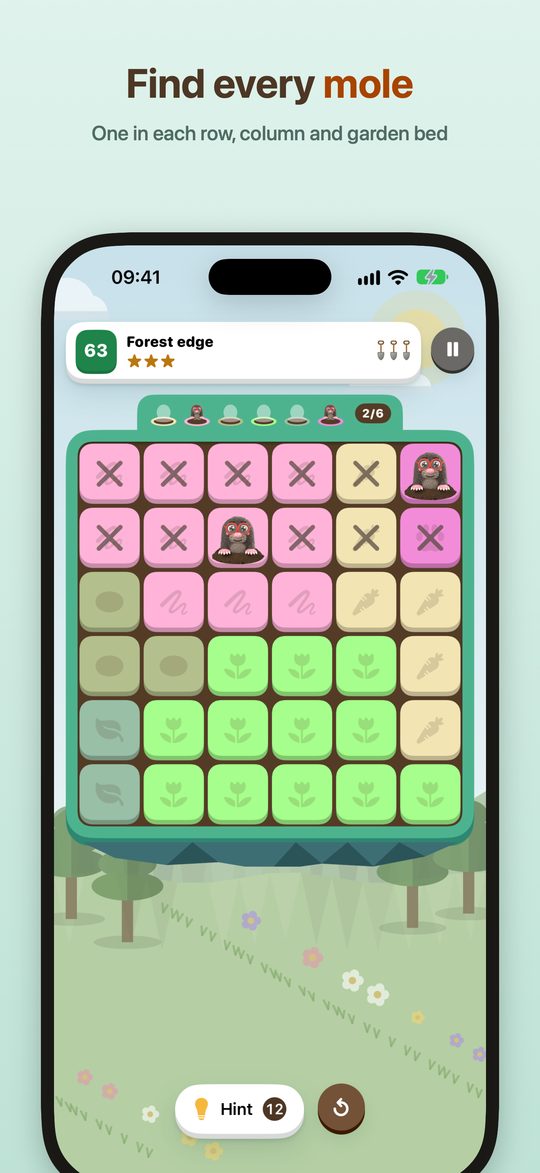 Find every mole
One in each row, column and garden bed
09:41
63
Forest edge
2/6
Hint 12